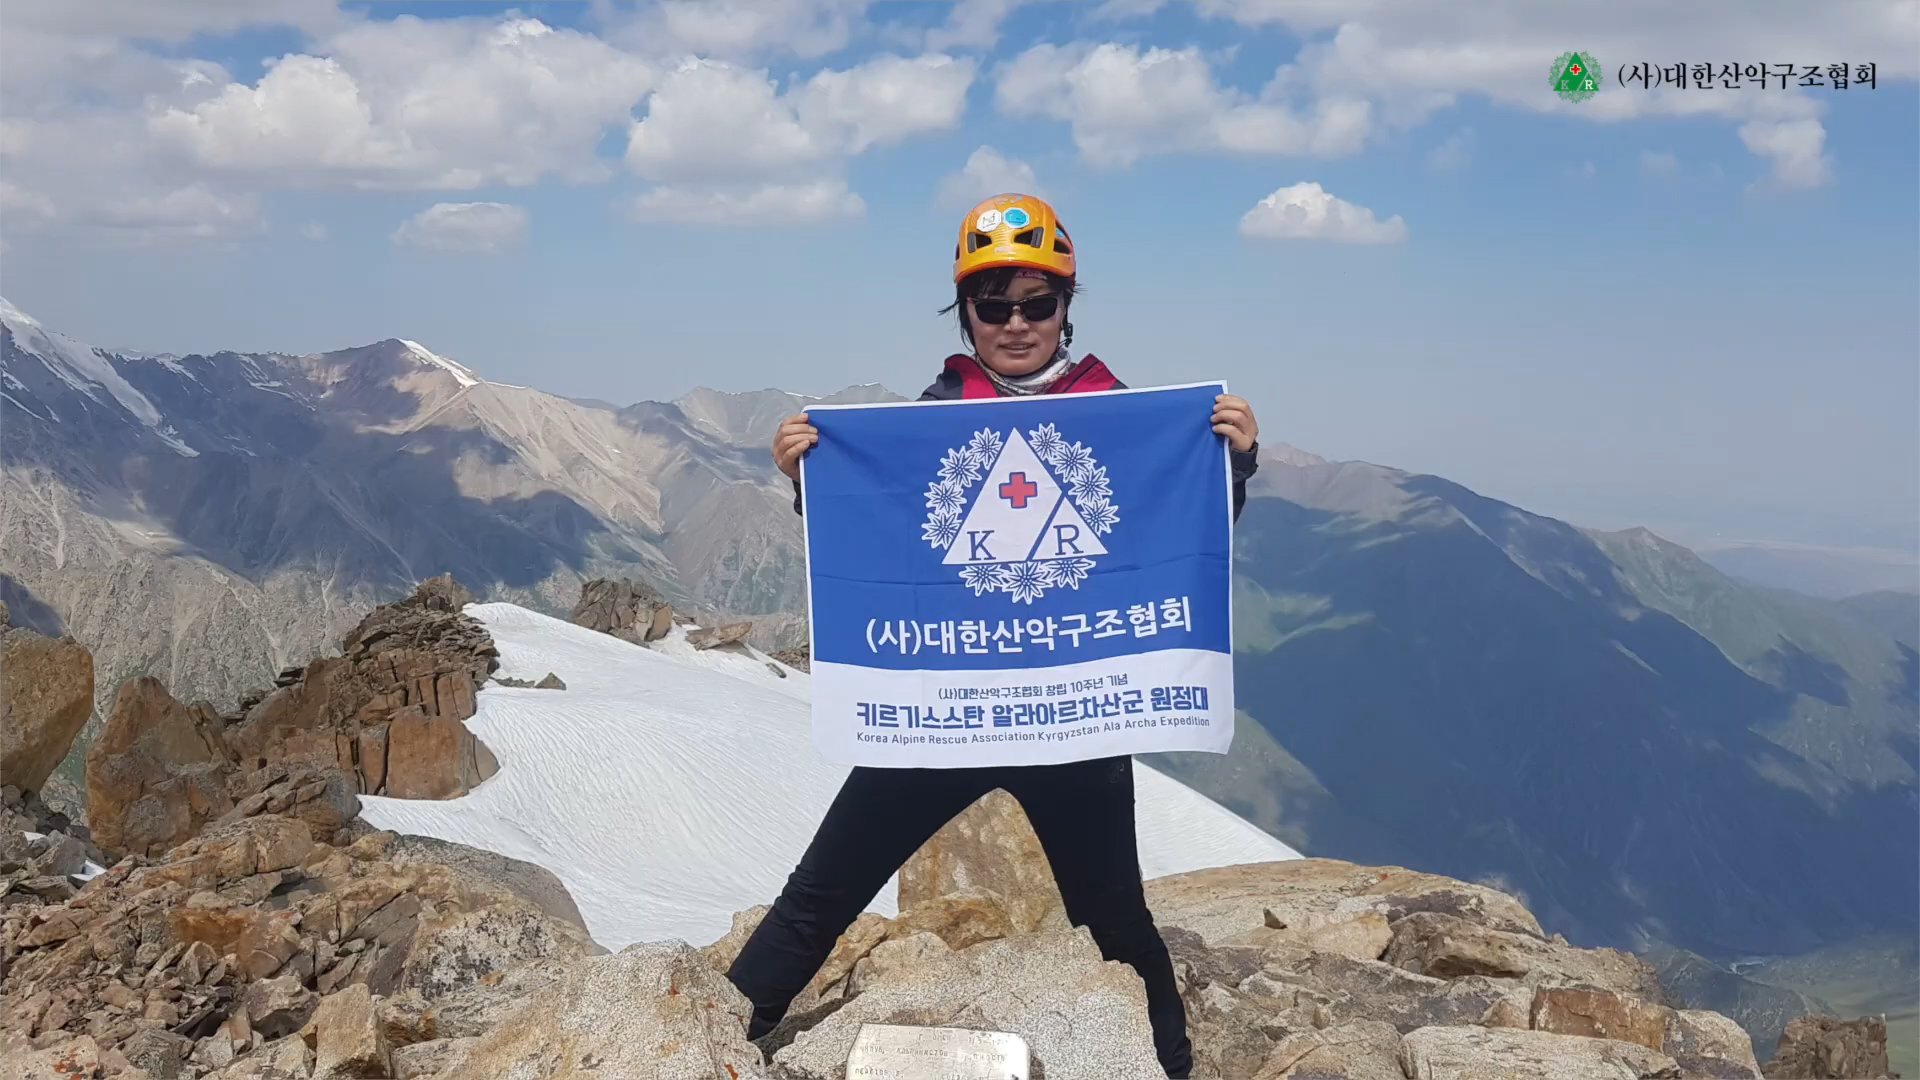 (사)대한산악구조협회
K R
K R
(사)대한산악구조협회
(사)대한산악구조협회 창립 10주년 기념
키르기스스탄 알라아르차산군 원정대
Korea Alpine Rescue Association Kyrgyzstan Ala Archa Expedition